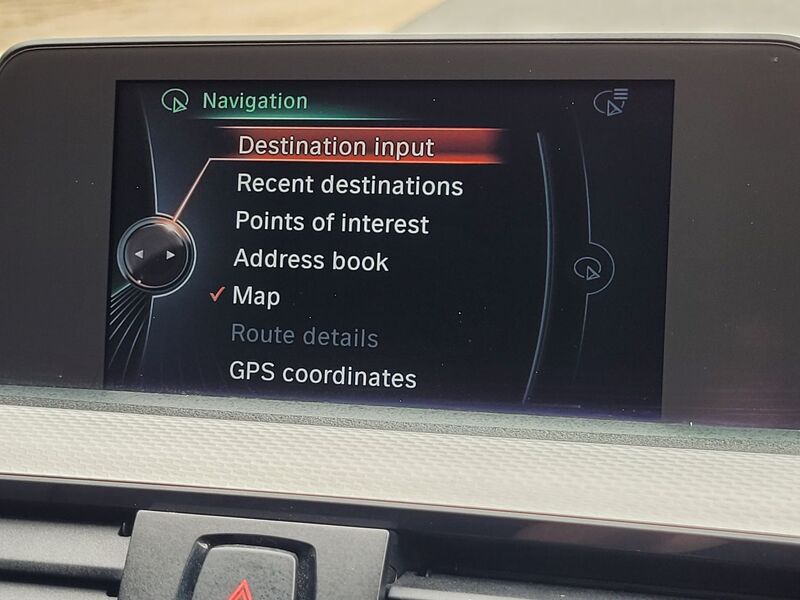 Navigation
Destination input
Recent destinations
Points of interest
Address book
Map
Route details
GPS coordinates